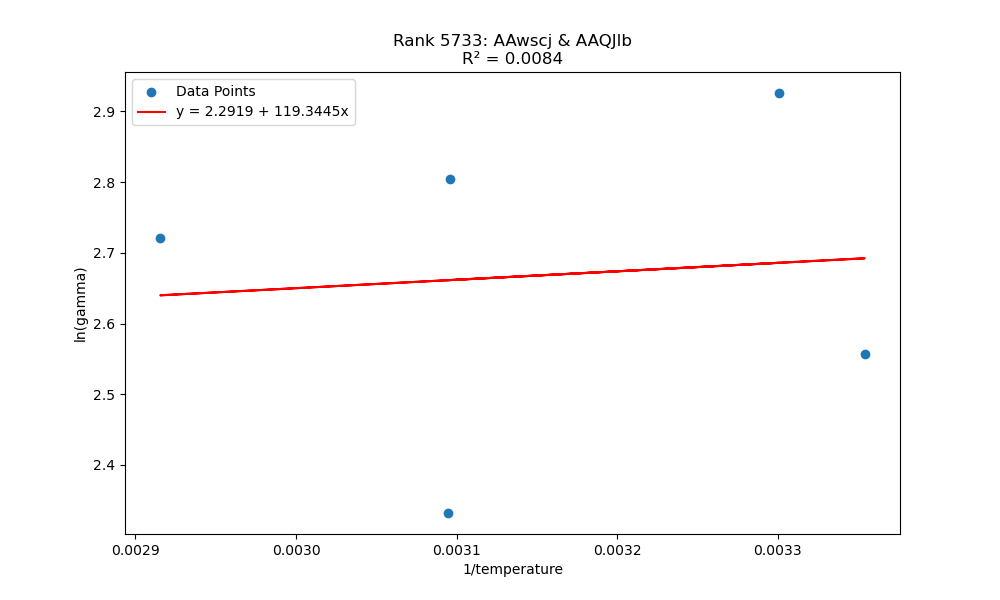 Rank 5733: AAwscj & AAQJlb
R² = 0.0084
Data Points
y = 2.2919 + 119.3445x
2.9
2.8
2.7
2.6
2.5
2.4
ln(gamma)
0.0029 0.0030 0.0031 0.0032 0.0033
1/temperature